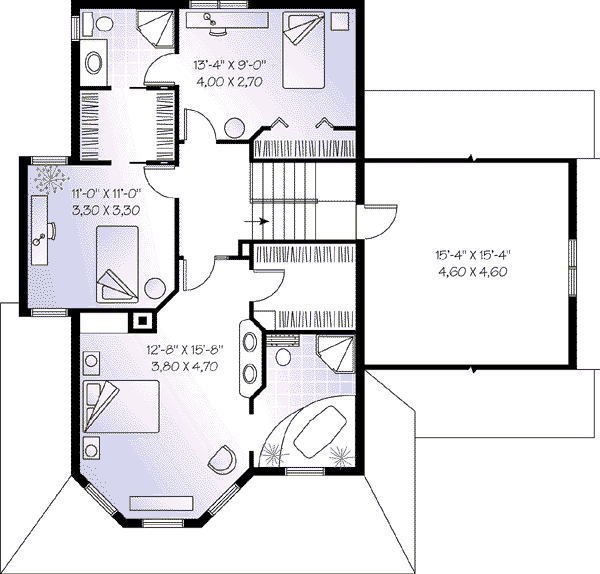 13'-4" X 9'-0"
4,00 X 2,70
11'-0" X 11'-0"
3,30 X 3,30
15'-4" X 15'-4"
4,60 X 4,60
12'-8" X 15'-8"
3,80 X 4,70